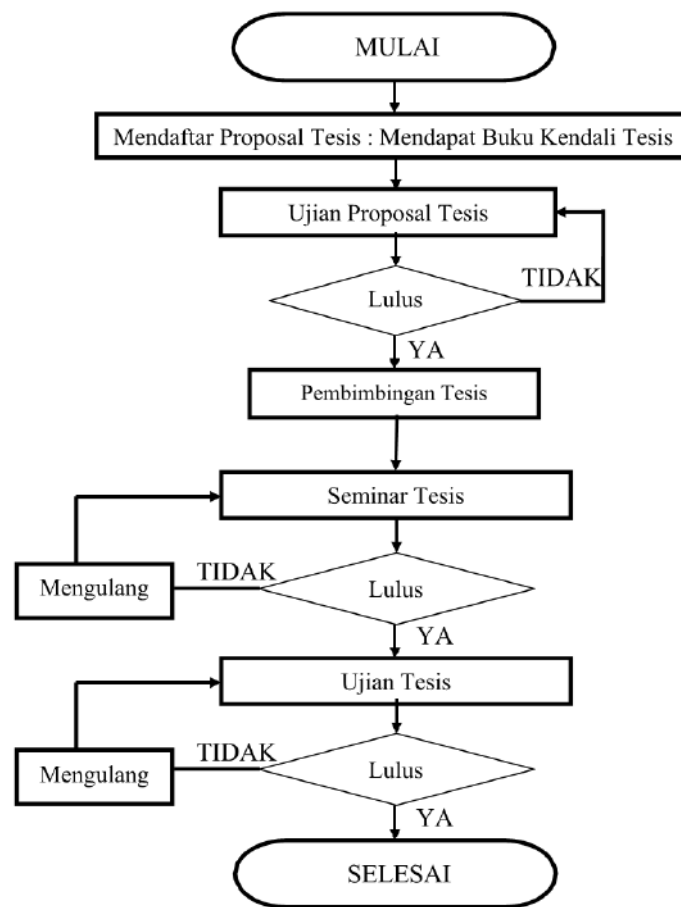 MULAI
Mendaftar Proposal Tesis : Mendapat Buku Kendali Tesis
Ujian Proposal Tesis
TIDAK
Lulus
YA
Pembimbingan Tesis
Seminar Tesis
TIDAK
Mengulang
Lulus
YA
Ujian Tesis
TIDAK
Mengulang
Lulus
YA
SELESAI